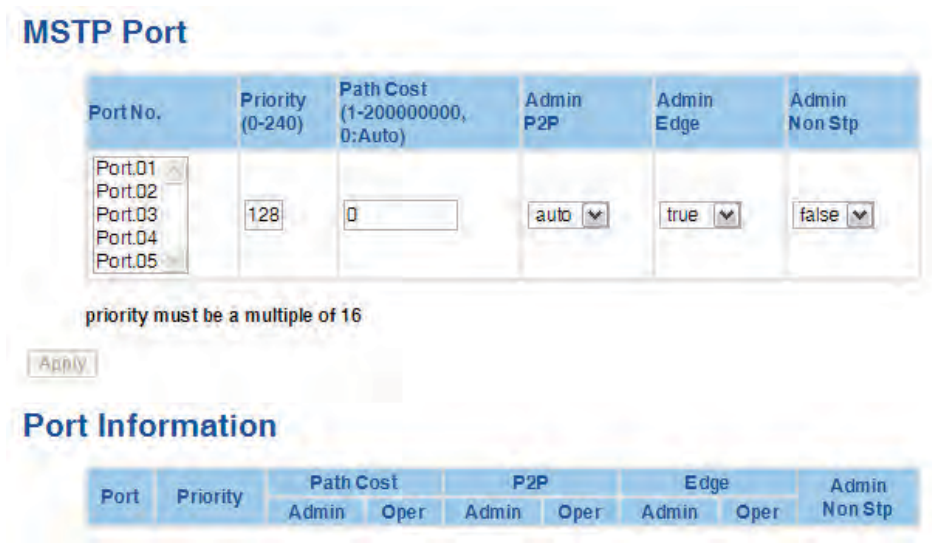 MSTP Port
Port No. Priority (0-240) Path Cost (1-200000000, 0:Auto) Admin P2P Admin Edge Admin Non Stp
Port.01
Port.02
Port.03
Port.04
Port.05
128 0 auto true false
priority must be a multiple of 16
Apply
Port Information
Port Priority Path Cost P2P Edge Admin Non Stp
Admin Oper Admin Oper Admin Oper